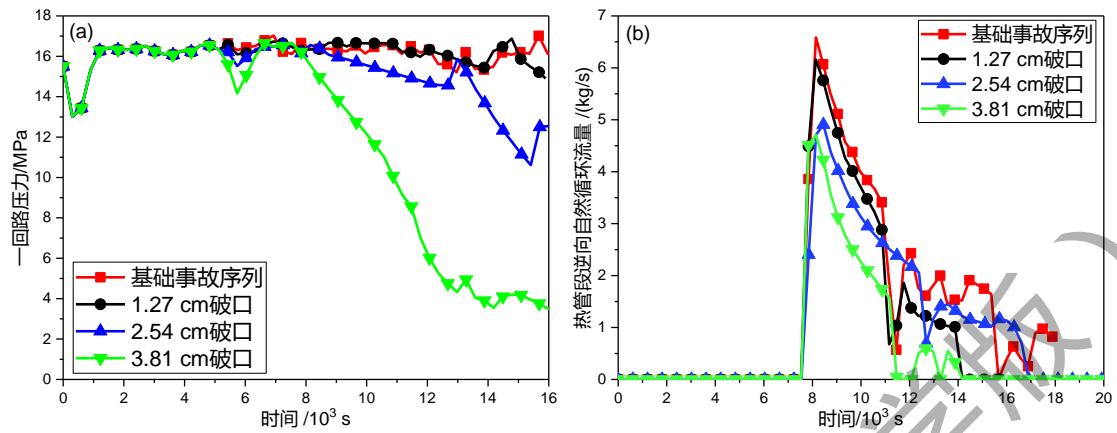 (a)
一回路压力/MPa
18
16
14
12
10
8
6
4
2
0
基础事故序列
1.27 cm破口
2.54 cm破口
3.81 cm破口
0 2 4 6 8 10 12 14 16
时间 /10³ s
(b)
热管段逆向自然循环流量 /(kg/s)
7
6
5
4
3
2
1
0
基础事故序列
1.27 cm破口
2.54 cm破口
3.81 cm破口
0 2 4 6 8 10 12 14 16 18 20
时间/10³ s
版）